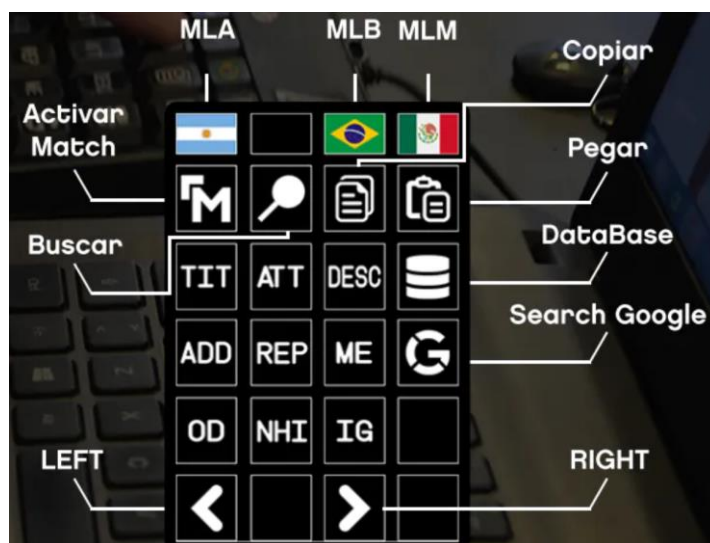 MLA MLB MLM
Copiar
Activar
Match
Pegar
M
Buscar
DataBase
TIT ATT DESC
Search Google
ADD REP ME G
OD NHI IG
LEFT
RIGHT